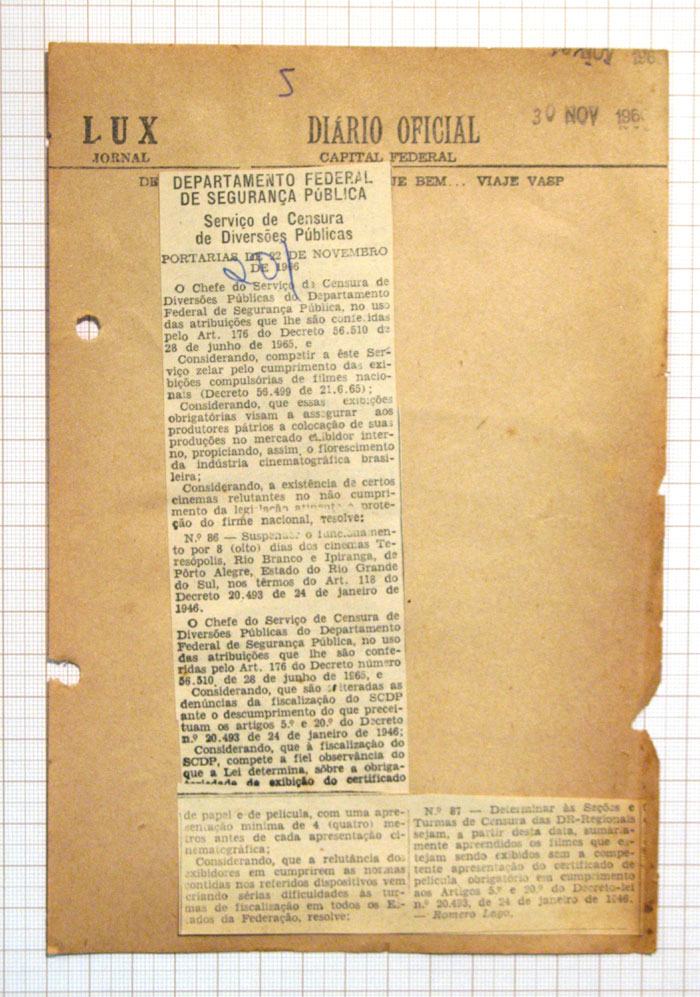 5
30 NOV 196
LUX
JORNAL
DIÁRIO OFICIAL
CAPITAL FEDERAL
DE
JE BEM... VIAJE VASP
DEPARTAMENTO FEDERAL
DE SEGURANÇA PÚBLICA
Serviço de Censura
de Diversões Públicas
PORTARIAS DE 22 DE NOVEMBRO
DE 1966
201
O Chefe do Serviço de Censura de
Diversões Públicas do Departamento
Federal de Segurança Pública, no uso
das atribuições que lhe são conferidas
pelo Art. 176 do Decreto 56.510 de
28 de junho de 1965, e
Considerando, competir a êste Ser-
viço zelar pelo cumprimento das exi-
bições compulsórias de filmes nacio-
nais (Decreto 56.499 de 21.6.65);
Considerando, que essas exibições
obrigatórias visam a assegurar aos
produtores pátrios a colocação de suas
produções no mercado exibidor inter-
no, propiciando, assim, o florescimento
da indústria cinematográfica brasi-
leira;
Considerando, a existência de certos
cinemas relutantes no não cumpri-
mento da legislação atinente a prote-
ção do firme nacional, resolve:
N.º 86 — Suspender o funcionamen-
to por 8 (oito) dias dos cinemas Te-
resópolis, Rio Branco e Ipiranga, de
Pôrto Alegre, Estado do Rio Grande
do Sul, nos têrmos do Art. 118 do
Decreto 20.493 de 24 de janeiro de
1946.
O Chefe do Serviço de Censura de
Diversões Públicas do Departamento
Federal de Segurança Pública, no uso
das atribuições que lhe são confe-
ridas pelo Art. 176 do Decreto número
56.510, de 28 de junho de 1965, e
Considerando, que são reiteradas as
denúncias da fiscalização do SCDP
ante o descumprimento do que precei-
tuam os artigos 5.º e 20.º do Decreto
n.º 20.493 de 24 de janeiro de 1946;
Considerando, que à fiscalização do
SCDP, compete a fiel observância do
que a Lei determina, sôbre a obriga-
da exibição do certificado
de papel e de película, com uma apre-
sentação mínima de 4 (quatro) me-
tros antes de cada apresentação ci-
nematográfica;
Considerando, que a relutância dos
exibidores em cumprirem as normas
contidas nos referidos dispositivos vem
criando sérias dificuldades às tur-
mas de fiscalização em todos os Es-
tados da Federação, resolve:
N.º 87 — Determinar às Seções e
Turmas de Censura das DR-Regionais
sejam, a partir desta data, sumària-
mente apreendidos os filmes que es-
tejam sendo exibidos sem a compe-
tente apresentação do certificado de
película obrigatório em cumprimento
aos Artigos 5.º e 20.º do Decreto-lei
n.º 20.493, de 24 de janeiro de 1946.
— Romero Lago.